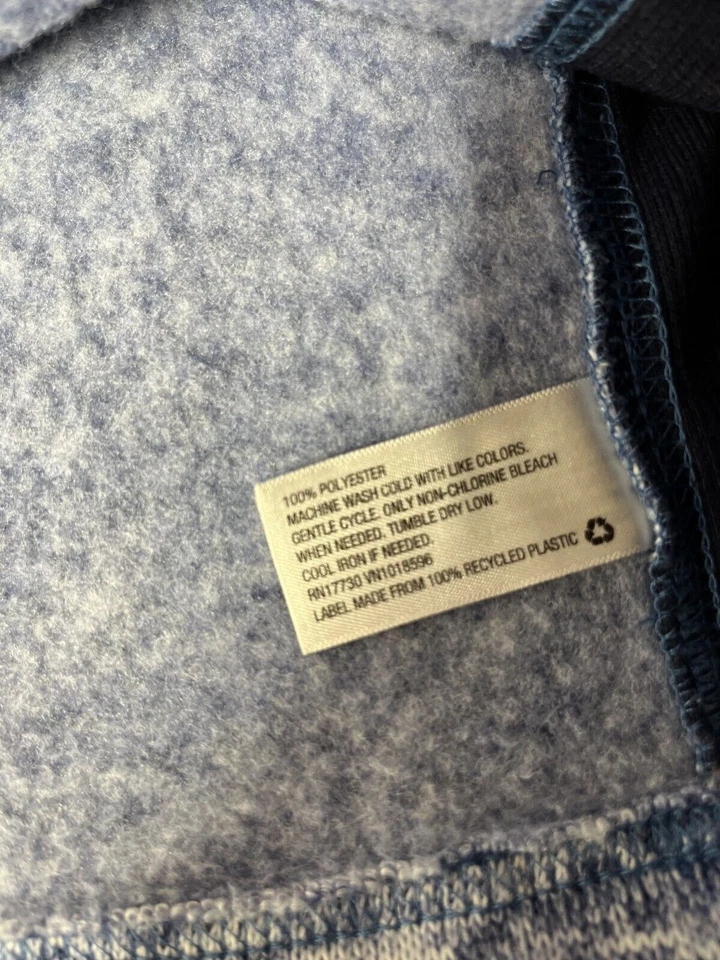 100% POLYESTER
MACHINE WASH COLD WITH LIKE COLORS.
GENTLE CYCLE. ONLY NON-CHLORINE BLEACH
WHEN NEEDED. TUMBLE DRY LOW.
COOL IRON IF NEEDED.
RN17730 VN1018596
LABEL MADE FROM 100% RECYCLED PLASTIC